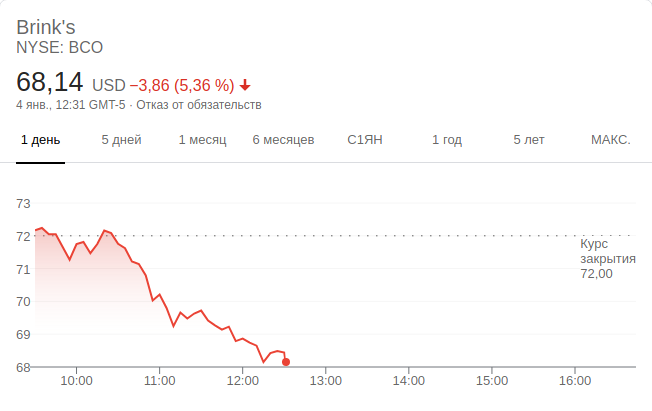 Brink's
NYSE: BCO
68,14 USD −3,86 (5,36 %)
4 янв., 12:31 GMT-5 · Отказ от обязательств
1 день 5 дней 1 месяц 6 месяцев С1ЯН 1 год 5 лет МАКС.
73
72
71
70
69
68
Курс
закрытия
72,00
10:00 11:00 12:00 13:00 14:00 15:00 16:00